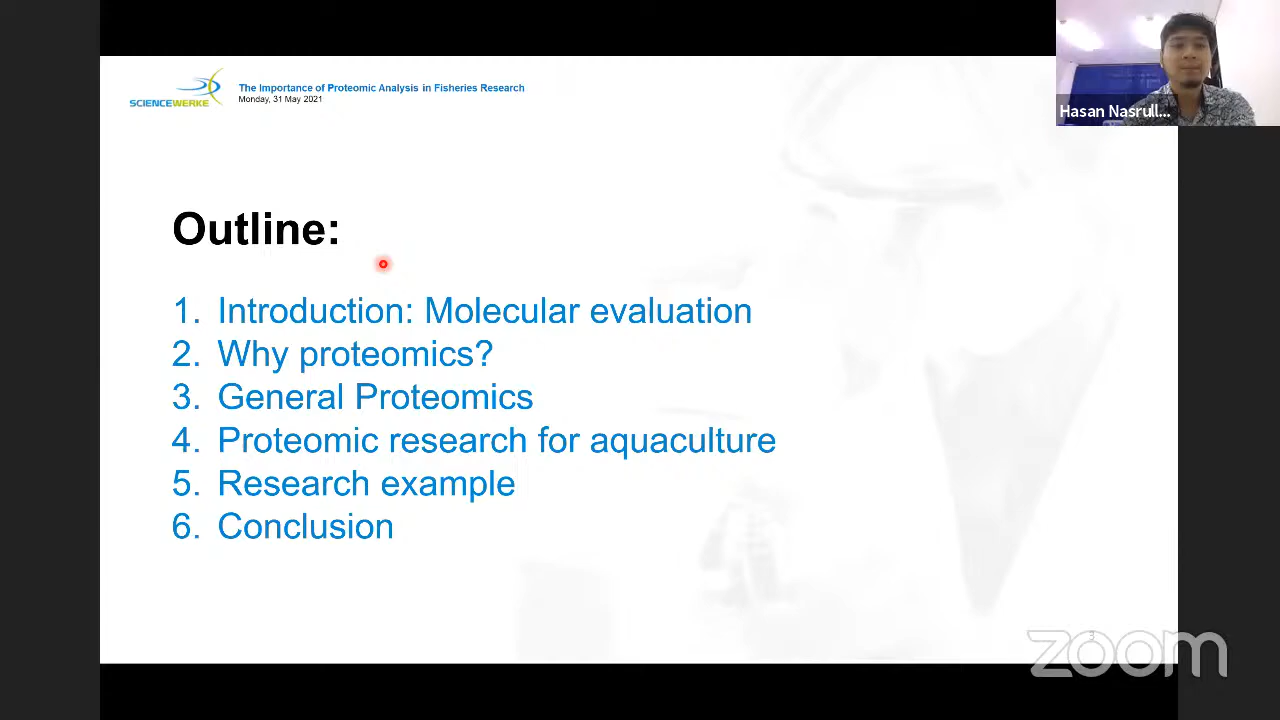 SCIENCEWERKE
The Importance of Proteomic Analysis in Fisheries Research
Monday, 31 May 2021
Hasan Nasrull...
Outline:
1. Introduction: Molecular evaluation
2. Why proteomics?
3. General Proteomics
4. Proteomic research for aquaculture
5. Research example
6. Conclusion
3
zoom